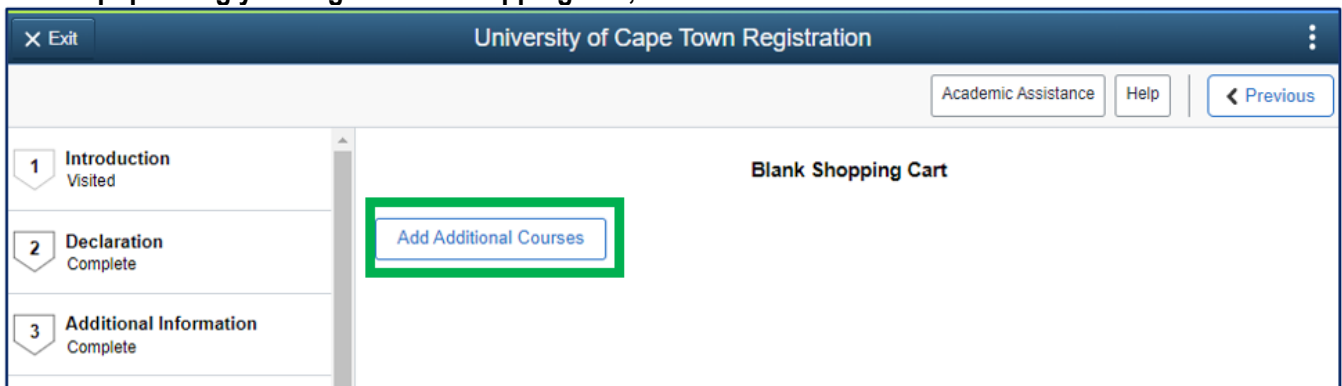 × Exit
University of Cape Town Registration
Academic Assistance
Help
Previous
1
Introduction
Visited
Blank Shopping Cart
Add Additional Courses
2
Declaration
Complete
3
Additional Information
Complete